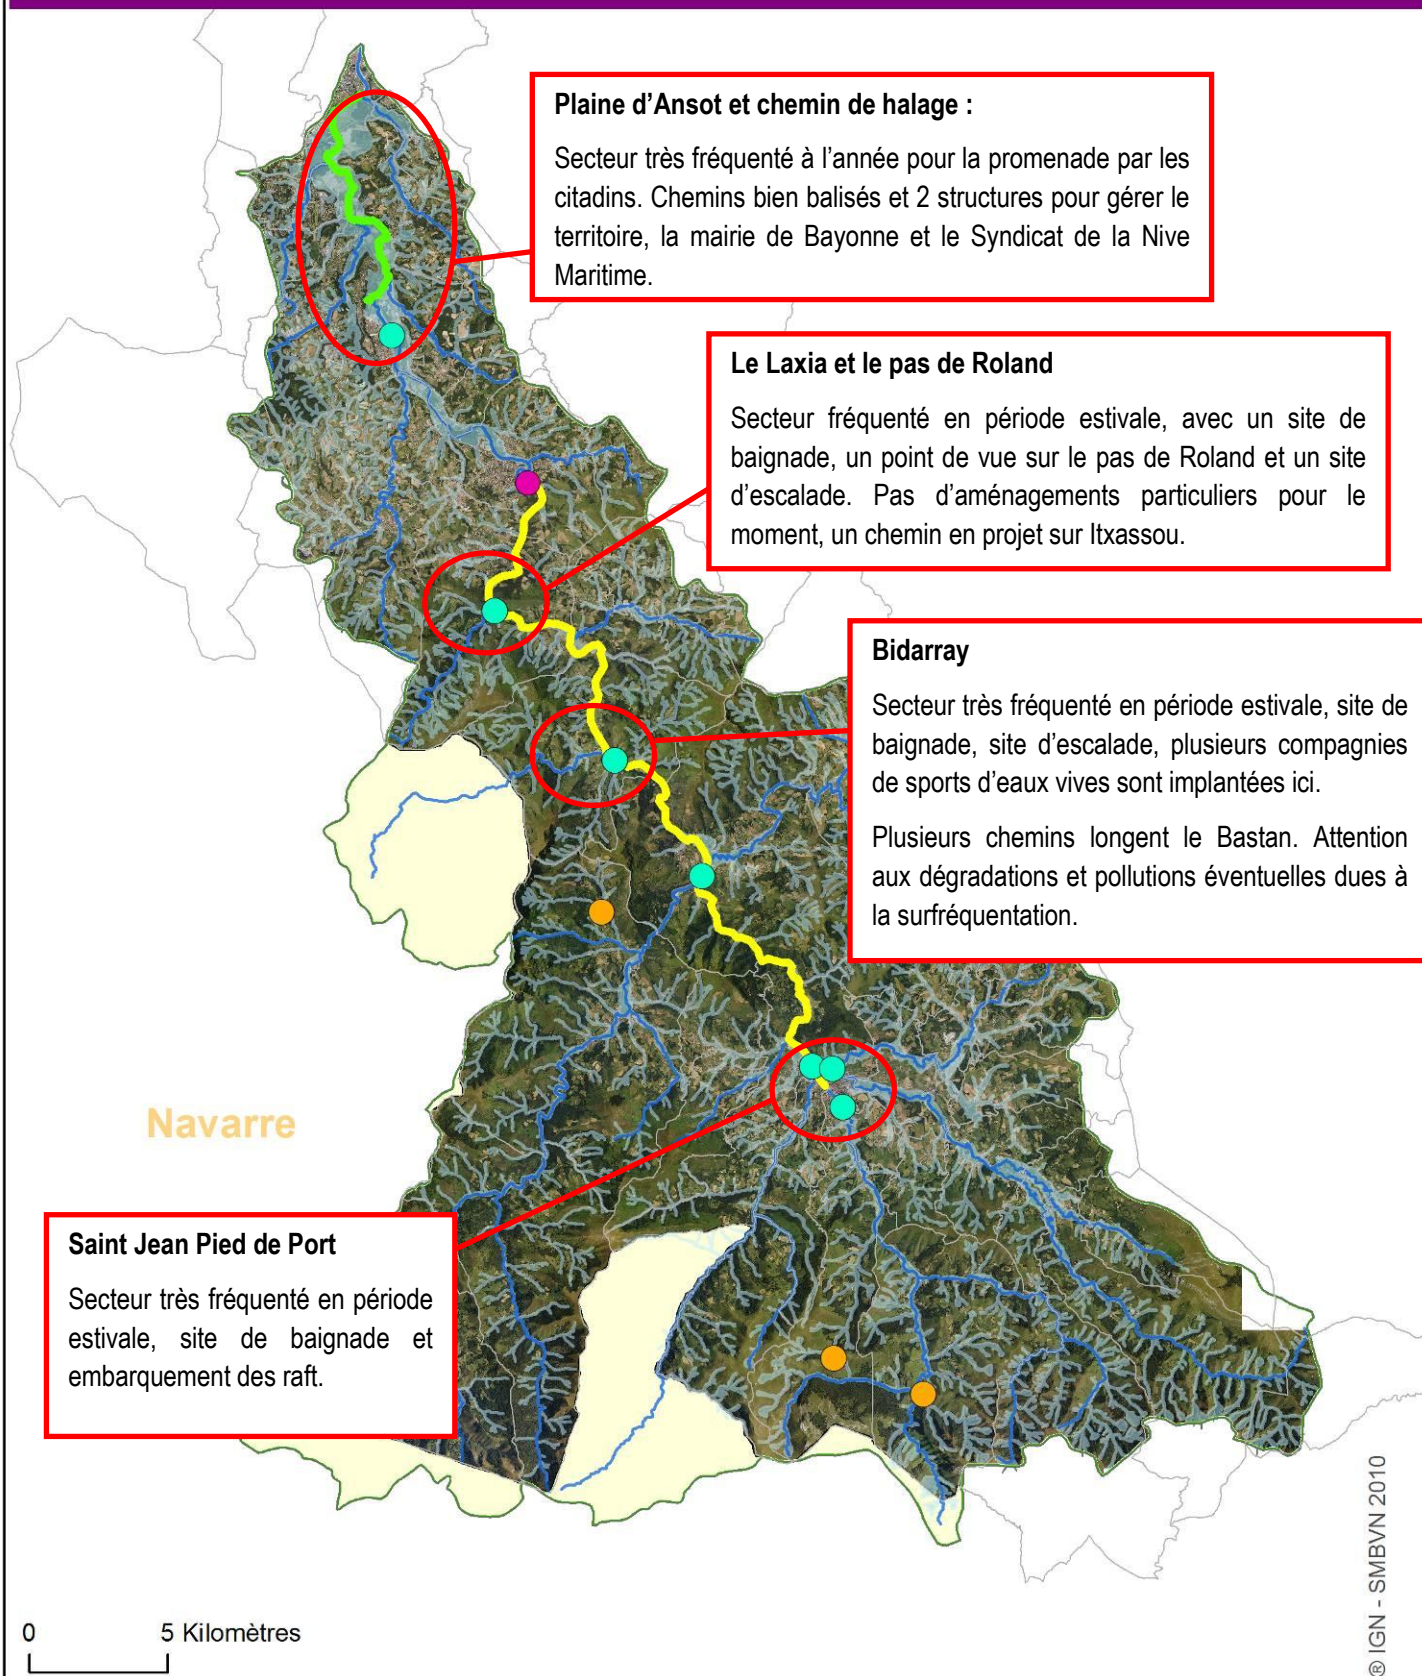 Plaine d’Ansot et chemin de halage :
Secteur très fréquenté à l’année pour la promenade par les
citadins. Chemins bien balisés et 2 structures pour gérer le
territoire, la mairie de Bayonne et le Syndicat de la Nive
Maritime.
Le Laxia et le pas de Roland
Secteur fréquenté en période estivale, avec un site de
baignade, un point de vue sur le pas de Roland et un site
d’escalade. Pas d’aménagements particuliers pour le
moment, un chemin en projet sur Itxassou.
Bidarray
Secteur très fréquenté en période estivale, site de
baignade, site d’escalade, plusieurs compagnies
de sports d’eaux vives sont implantées ici.
Plusieurs chemins longent le Bastan. Attention
aux dégradations et pollutions éventuelles dues à
la surfréquentation.
Navarre
Saint Jean Pied de Port
Secteur très fréquenté en période
estivale, site de baignade et
embarquement des raft.
0 5 Kilomètres
® IGN - SMBVN 2010